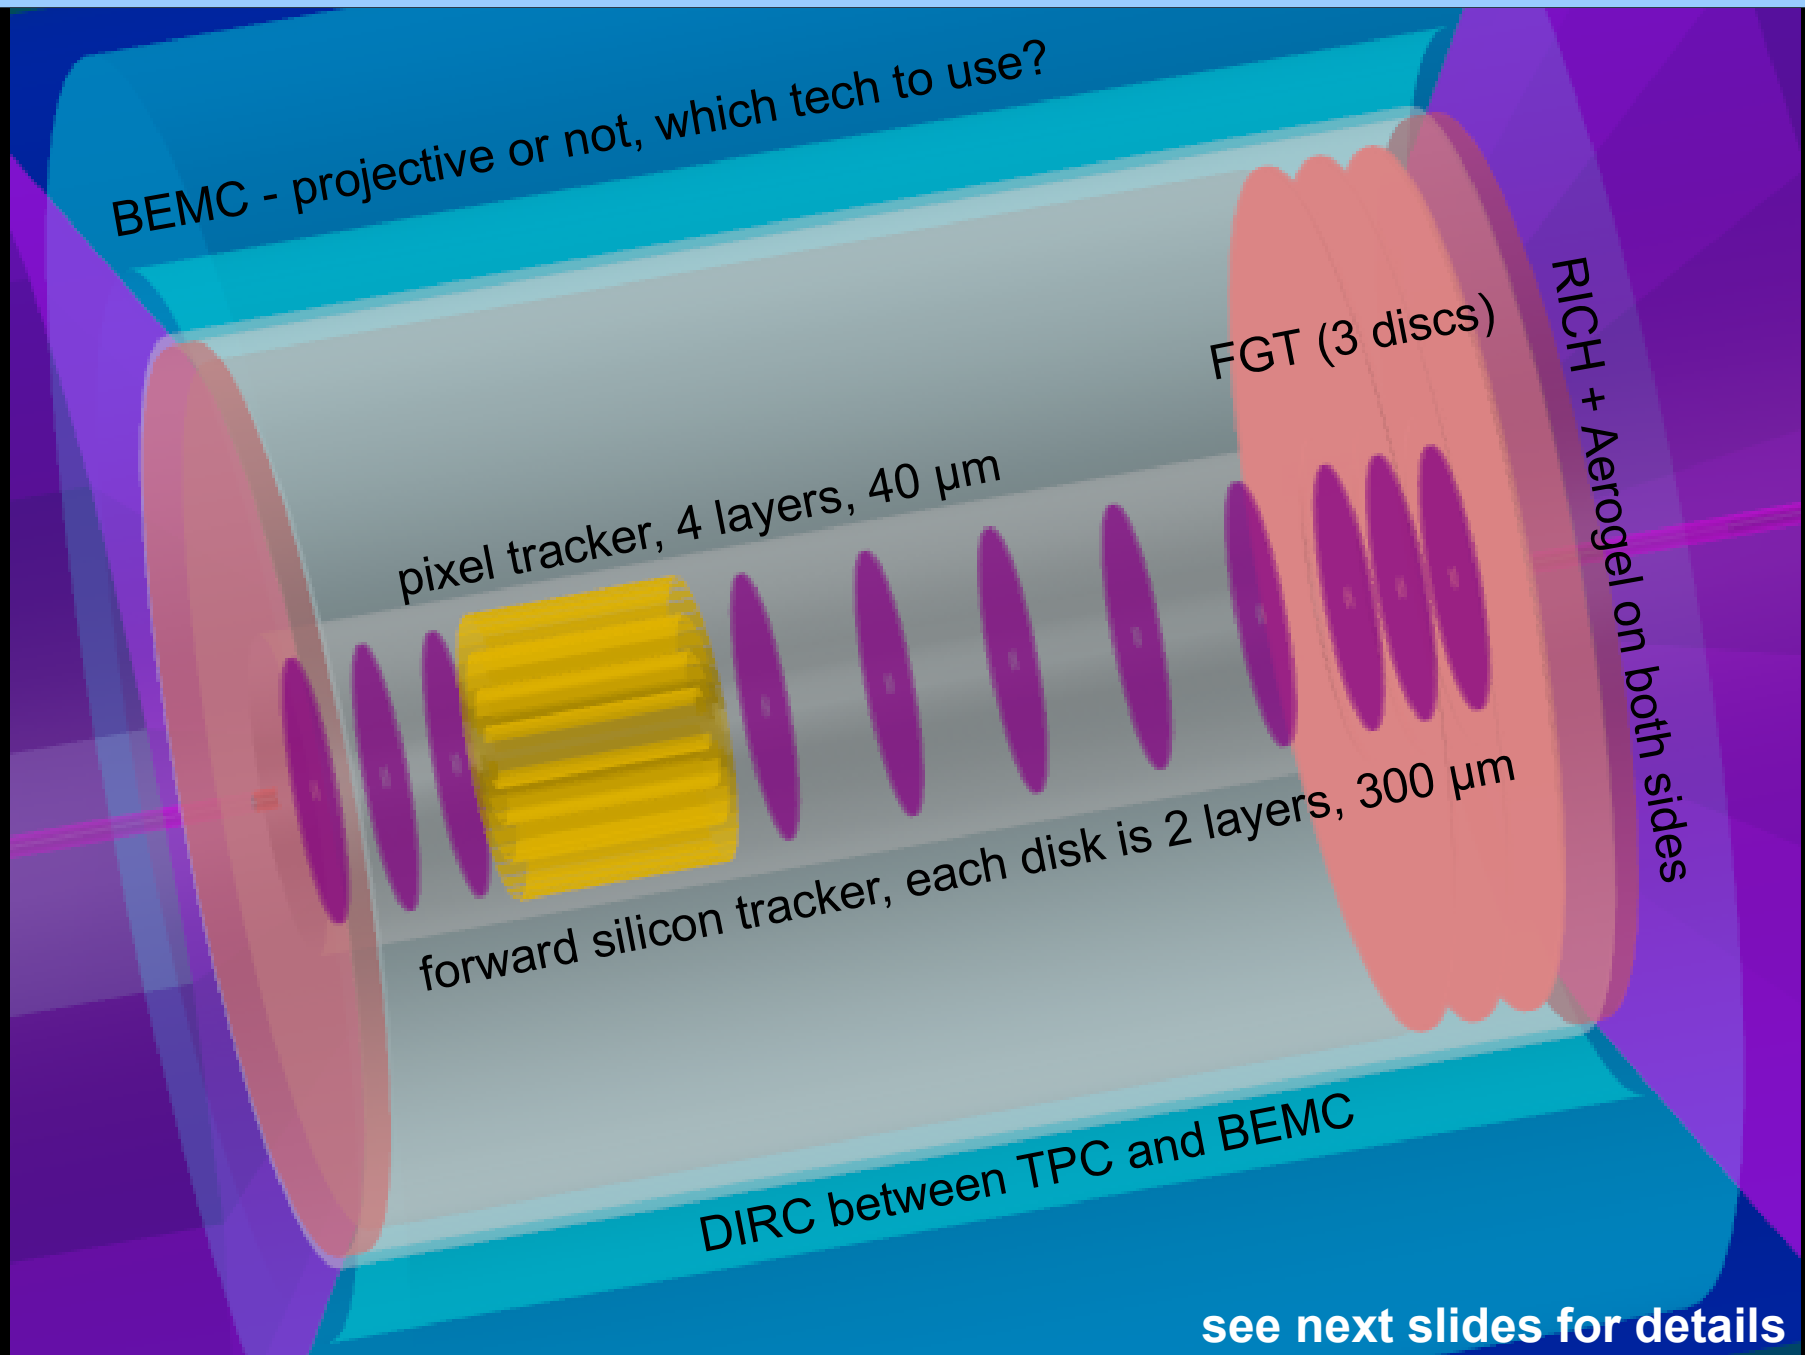 BEMC - projective or not, which tech to use?
FGT (3 discs)
RICH + Aerogel on both sides
pixel tracker, 4 layers, 40 µm
forward silicon tracker, each disk is 2 layers, 300 µm
DIRC between TPC and BEMC
see next slides for details